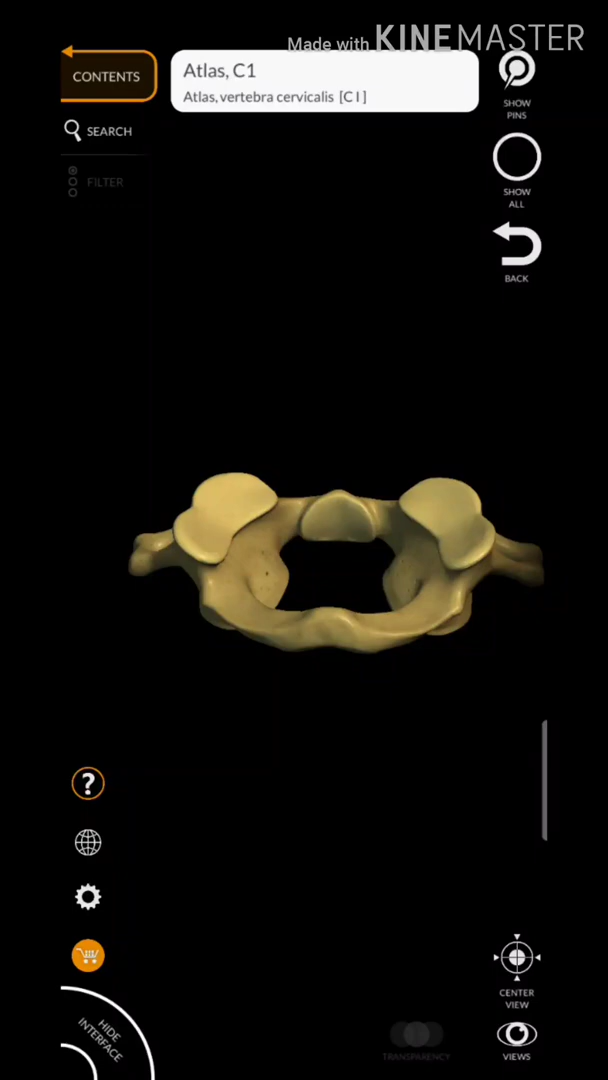 Made with KINEMASTER
CONTENTS
Atlas, C1
Atlas, vertebra cervicalis [C I]
SHOW
PINS
SEARCH
FILTER
SHOW
ALL
BACK
?
HIDE
INTERFACE
CENTER
VIEW
TRANSPARENCY
VIEWS